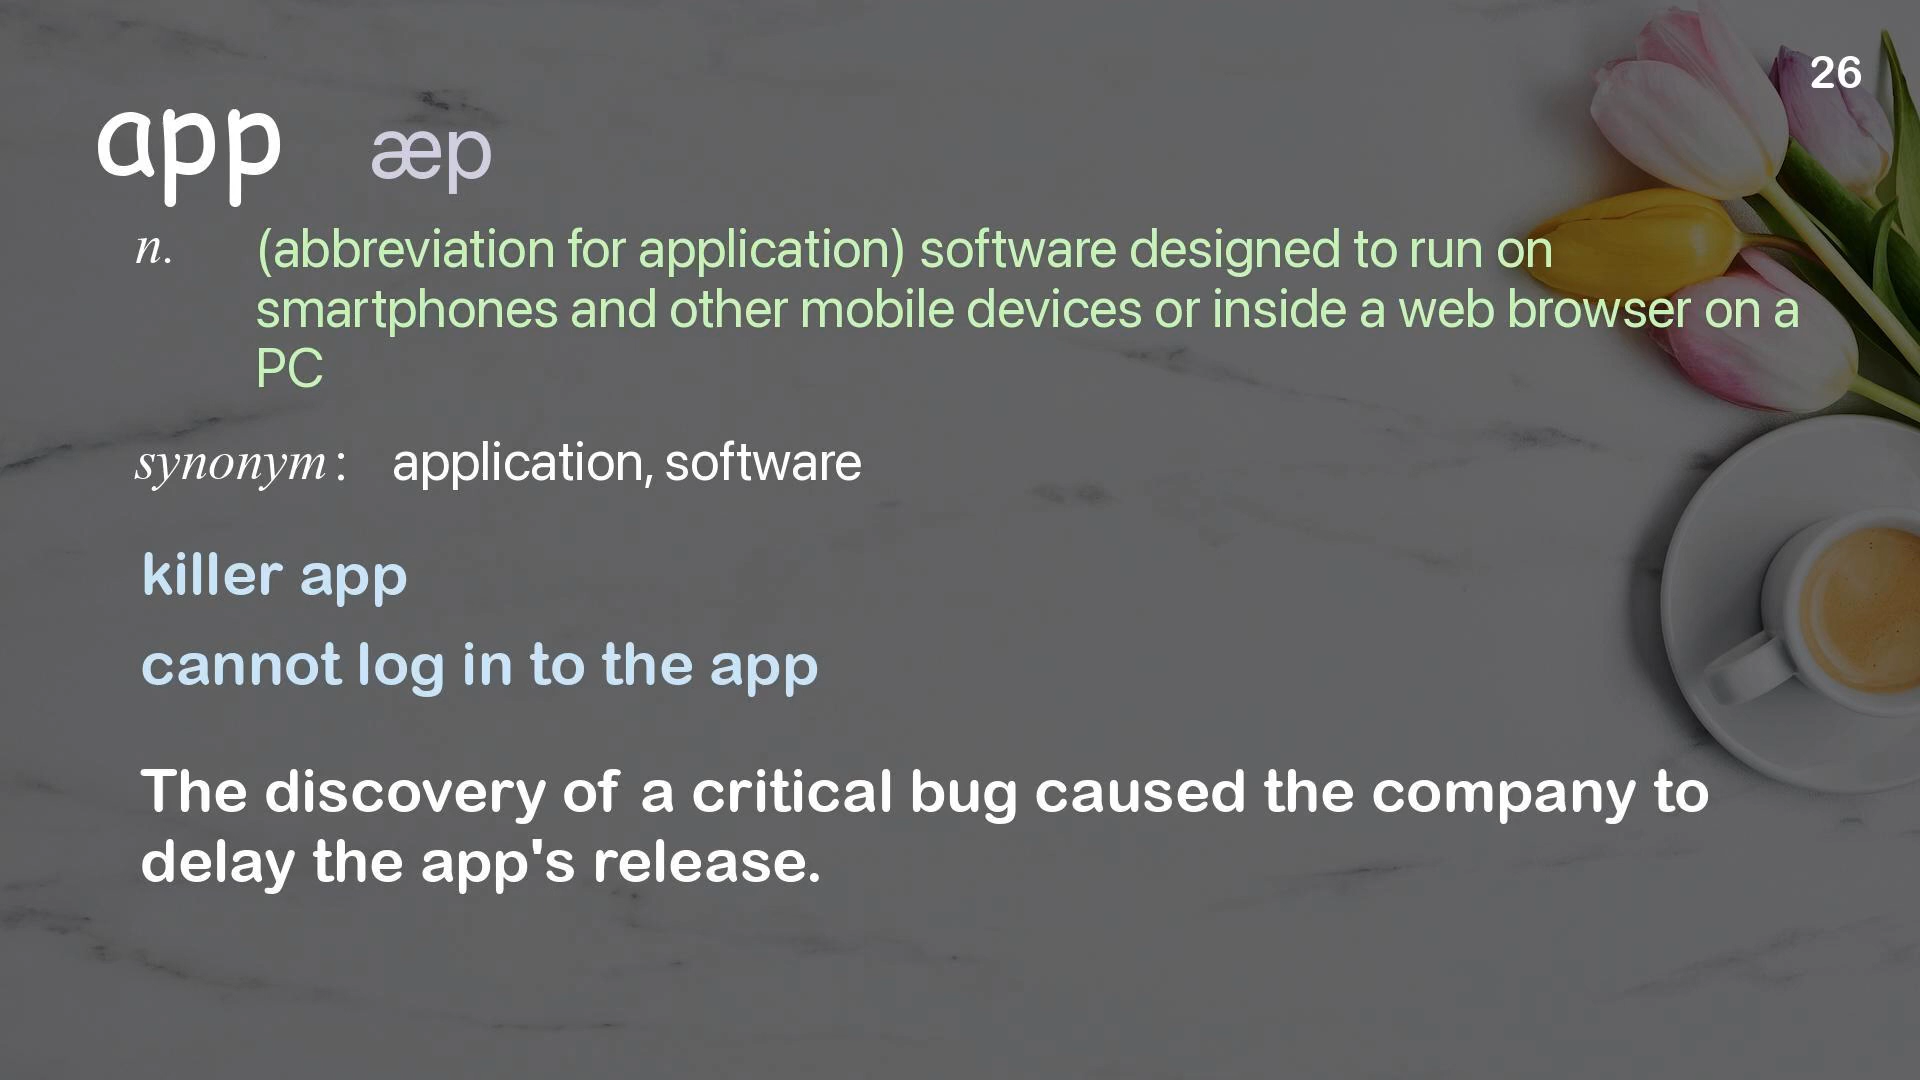 26
app æp
n. (abbreviation for application) software designed to run on
smartphones and other mobile devices or inside a web browser on a
PC
synonym: application, software
killer app
cannot log in to the app
The discovery of a critical bug caused the company to
delay the app's release.